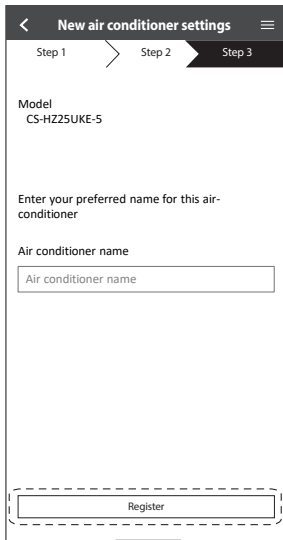 New air conditioner settings
Step 1
Step 2
Step 3
Model
CS-HZ25UKE-5
Enter your preferred name for this air-
conditioner
Air conditioner name
Air conditioner name
Register